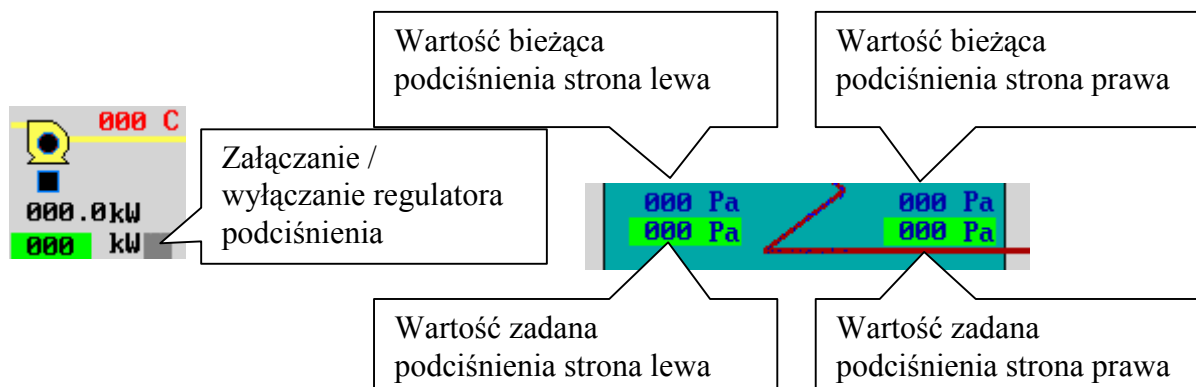 Wartość bieżąca
podciśnienia strona lewa
Wartość bieżąca
podciśnienia strona prawa
000 C
Załączanie /
wyłączanie regulatora
podciśnienia
000.0kW
000 kW
000 Pa
000 Pa
000 Pa
000 Pa
Wartość zadana
podciśnienia strona lewa
Wartość zadana
podciśnienia strona prawa